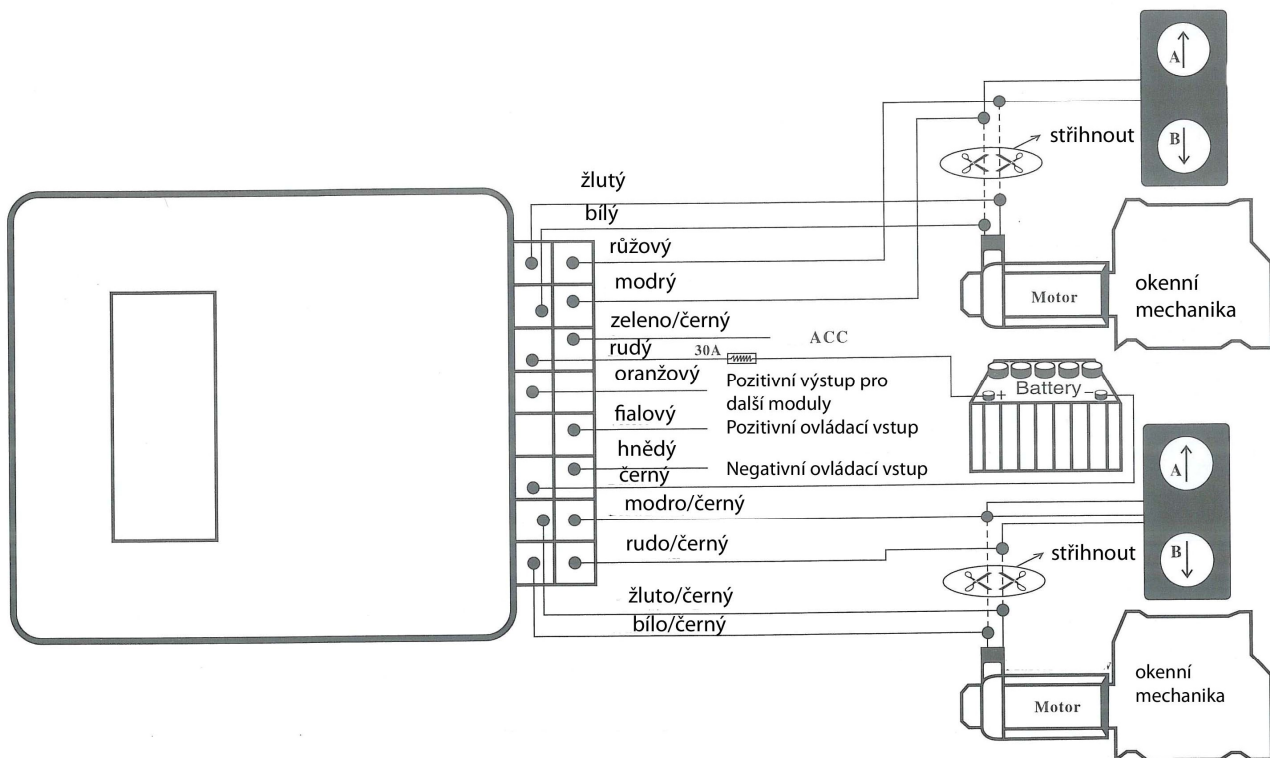 A
střihnout
B
žlutý
bílý
růžový
modrý
Motor
okenní
mechanika
zeleno/černý
ACC
rudý
30A
oranžový
Pozitivní výstup pro
další moduly
Battery
+
-
fialový
Pozitivní ovládací vstup
hnědý
Negativní ovládací vstup
černý
modro/černý
A
rudo/černý
střihnout
B
žluto/černý
bílo/černý
okenní
mechanika
Motor